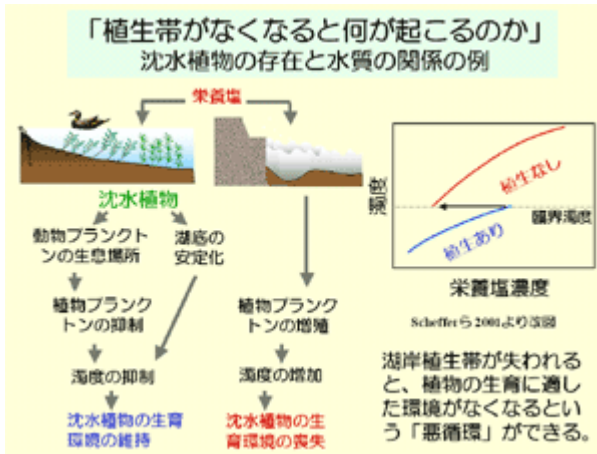 「植生帯がなくなると何が起こるのか」
沈水植物の存在と水質の関係の例
栄養塩
沈水植物
動物プランクト
ンの生息場所
湖底の
安定化
植物プランク
トンの抑制
濁度の抑制
沈水植物の生育
環境の維持
植物プランク
トンの増殖
濁度の増加
沈水植物の生
育環境の喪失
濁度
植生なし
臨界濁度
植生あり
栄養塩濃度
Schefferら2001より改図
湖岸植生帯が失われる
と、植物の生育に適し
た環境がなくなるとい
う「悪循環」ができる。